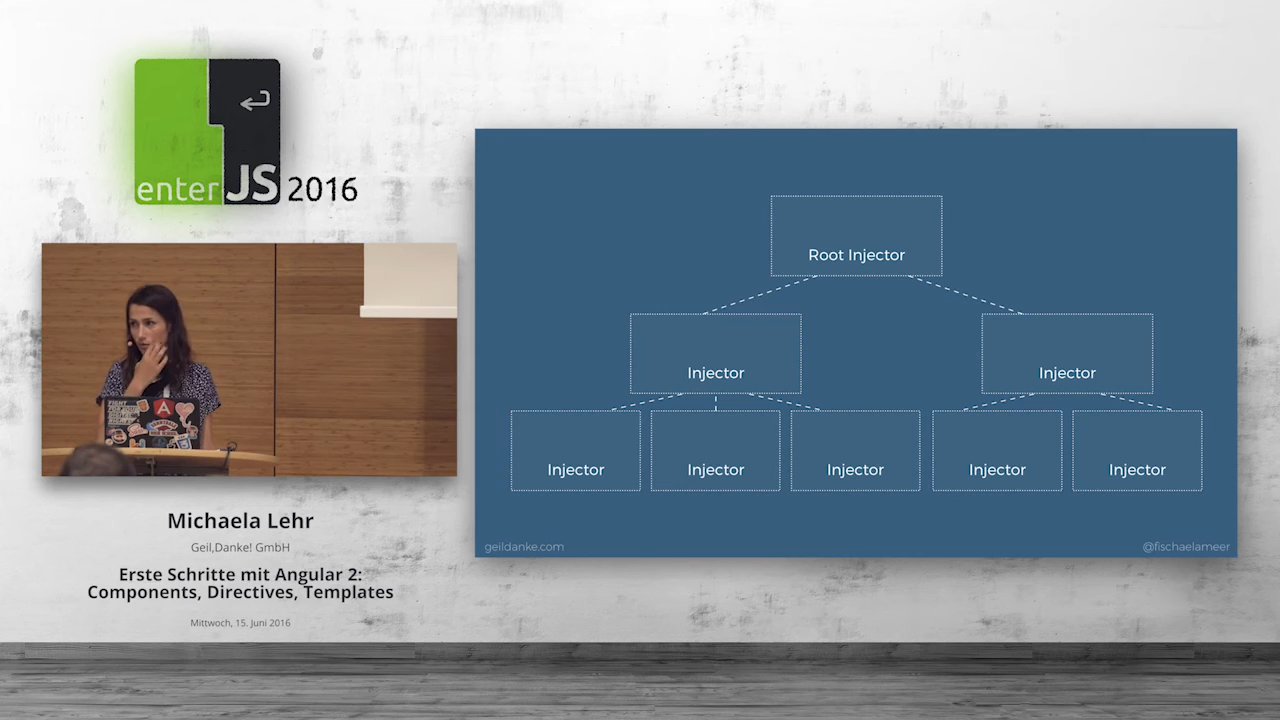 enter JS 2016
Michaela Lehr
Geil,Danke! GmbH
Erste Schritte mit Angular 2:
Components, Directives, Templates
Mittwoch, 15. Juni 2016
Root Injector
Injector
Injector
Injector
Injector
Injector
Injector
Injector
geildanke.com
@fischaelameer